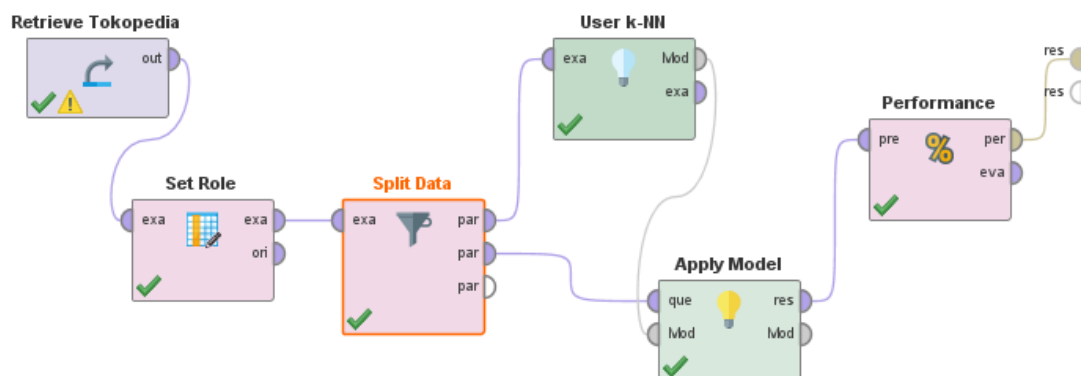 Retrieve Tokopedia
out
Set Role
exa exa
ori
Split Data
exa par
par
par
User k-NN
exa Mod
exa
Apply Model
que res
Mod Mod
Performance
pre % per
eva
res
res